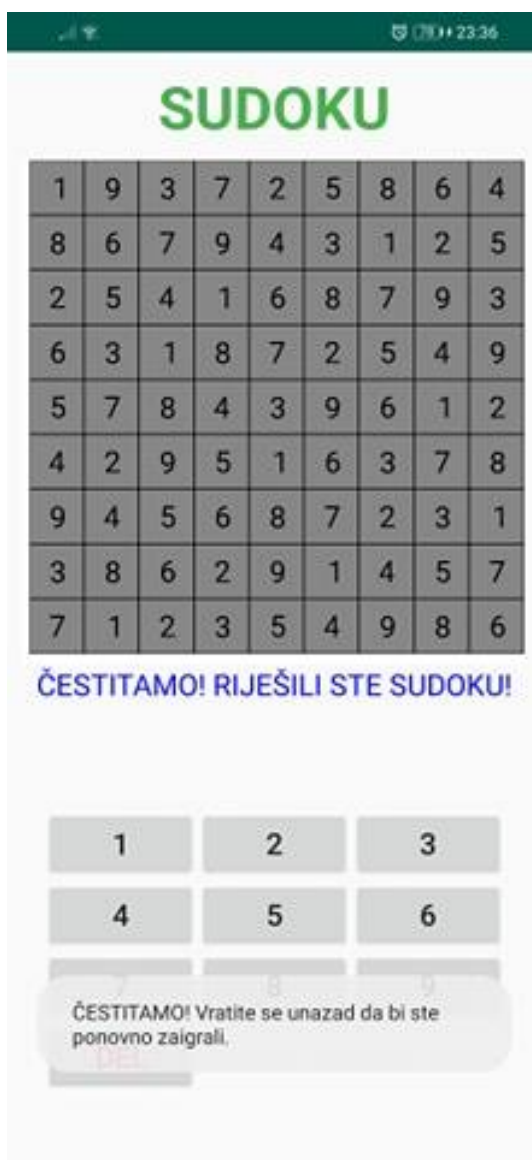 23:36
SUDOKU
1 9 3 7 2 5 8 6 4
8 6 7 9 4 3 1 2 5
2 5 4 1 6 8 7 9 3
6 3 1 8 7 2 5 4 9
5 7 8 4 3 9 6 1 2
4 2 9 5 1 6 3 7 8
9 4 5 6 8 7 2 3 1
3 8 6 2 9 1 4 5 7
7 1 2 3 5 4 9 8 6
ČESTITAMO! RIJEŠILI STE SUDOKU!
1 2 3
4 5 6
7 8 9
ČESTITAMO! Vratite se unazad da bi ste
ponovno zaigrali.
DEL